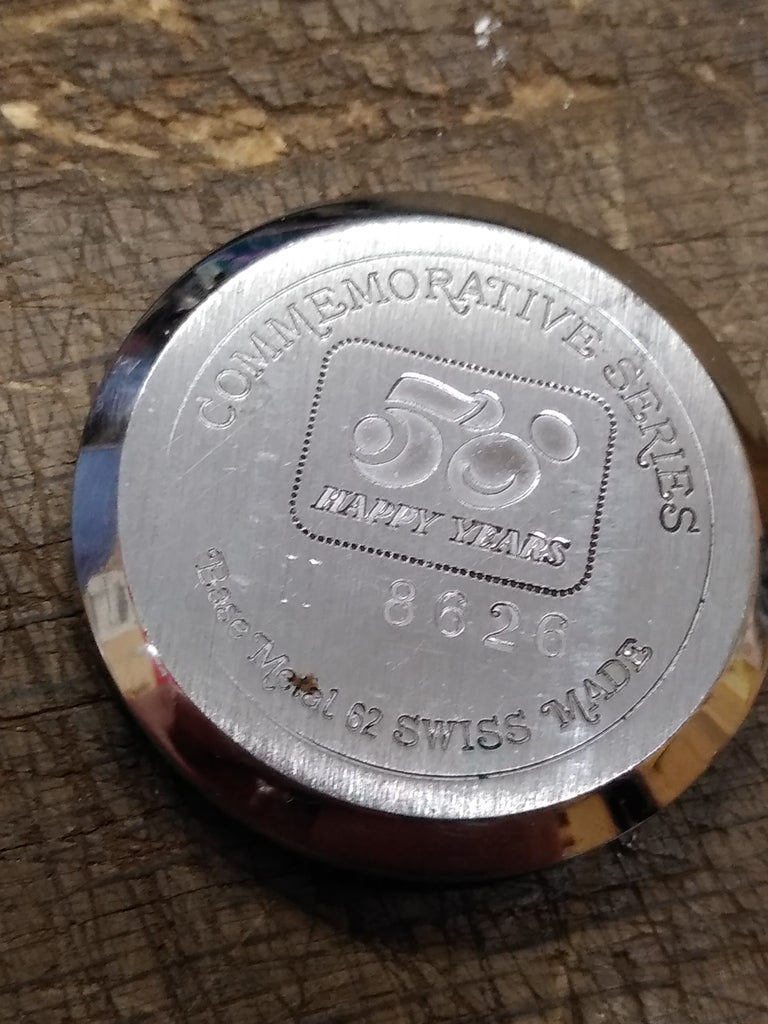 COMMEMORATIVE SERIES
50
HAPPY YEARS
8626
Base Metal 62 SWISS MADE